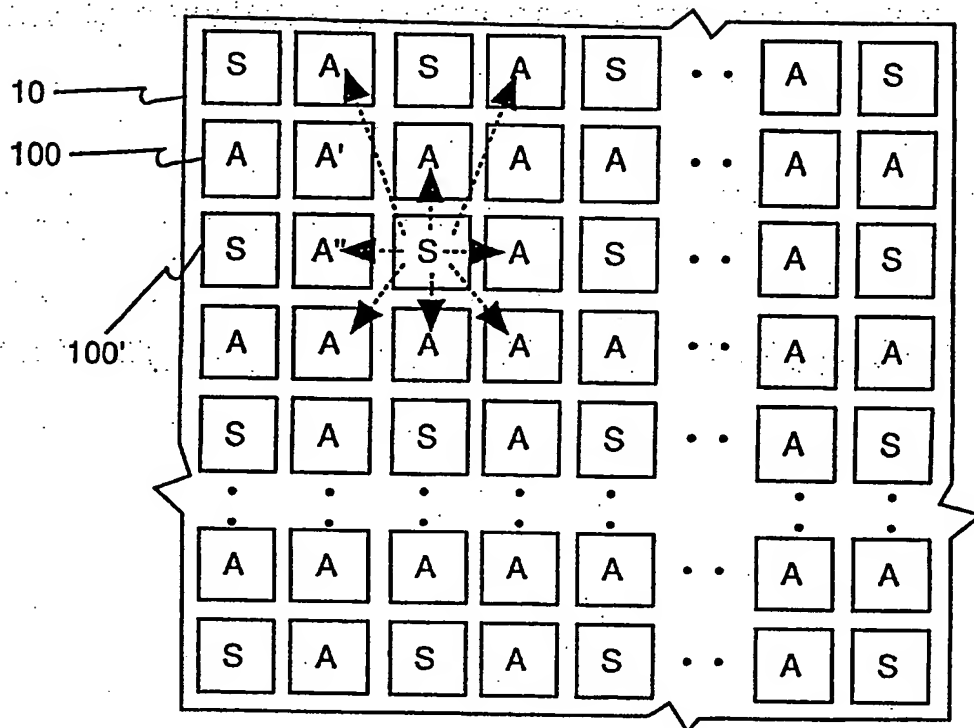 S A S A S . . A S
10
100 A A' A A A . . A A
S A" S A S . . A S
100'
A A A A A . . A A
S A S A S . . A S
A A A A A . . A A
S A S A S . . A S